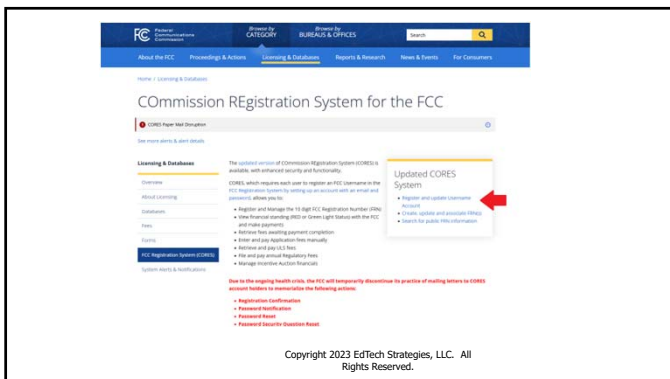 FCC Federal
Communications
Commission
Browse by
CATEGORY
Browse by
BUREAUS & OFFICES
Search
About the FCC
Proceedings & Actions
Licensing & Databases
Reports & Research
News & Events
For Consumers
Home / Licensing & Databases
COmmission REgistration System for the FCC
CORES Paper Mail Disruption
See more alerts & alert details
Licensing & Databases
Overview
About Licensing
Databases
Fees
Forms
FCC Registration System (CORES)
System Alerts & Notifications
The updated version of COmmission REgistration System (CORES) is
available, with enhanced security and functionality.
CORES, which requires each user to register an FCC Username in the
FCC Registration System by setting up an account with an email and
password, allows you to:
• Register and Manage the 10 digit FCC Registration Number (FRN)
• View financial standing (RED or Green Light Status) with the FCC
and make payments
• Retrieve fees awaiting payment completion
• Enter and pay Application fees manually
• Retrieve and pay ULS fees
• File and pay annual Regulatory Fees
• Manage Incentive Auction financials
Updated CORES
System
• Register and update Username
Account
• Create, update and associate FRN(s)
• Search for public FRN information
Due to the ongoing health crisis, the FCC will temporarily discontinue its practice of mailing letters to CORES
account holders to memorialize the following actions:
• Registration Confirmation
• Password Notification
• Password Reset
• Password Security Question Reset
Copyright 2023 EdTech Strategies, LLC. All
Rights Reserved.